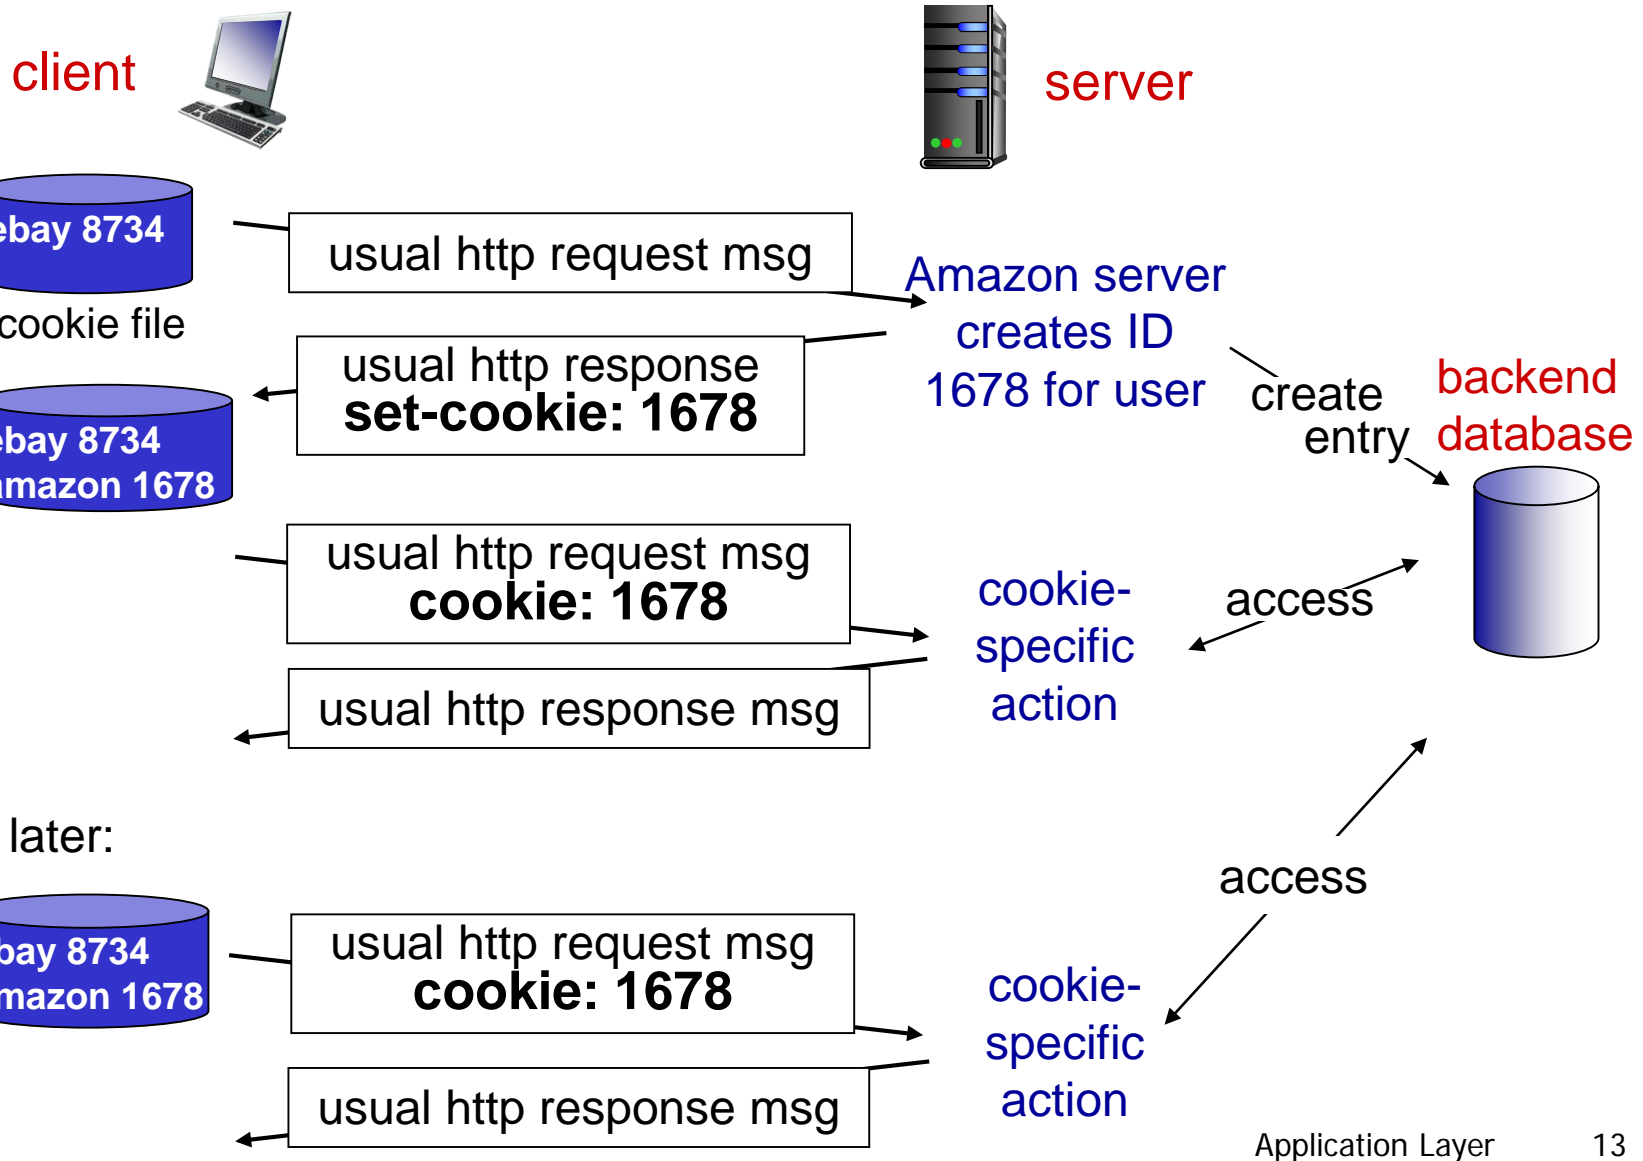 client
server
ebay 8734
cookie file
usual http request msg
Amazon server
creates ID
1678 for user
usual http response
set-cookie: 1678
create
entry
backend
database
ebay 8734
amazon 1678
usual http request msg
cookie: 1678
cookie-
specific
action
access
usual http response msg
later:
access
bay 8734
mazon 1678
usual http request msg
cookie: 1678
cookie-
specific
action
usual http response msg
Application Layer 13